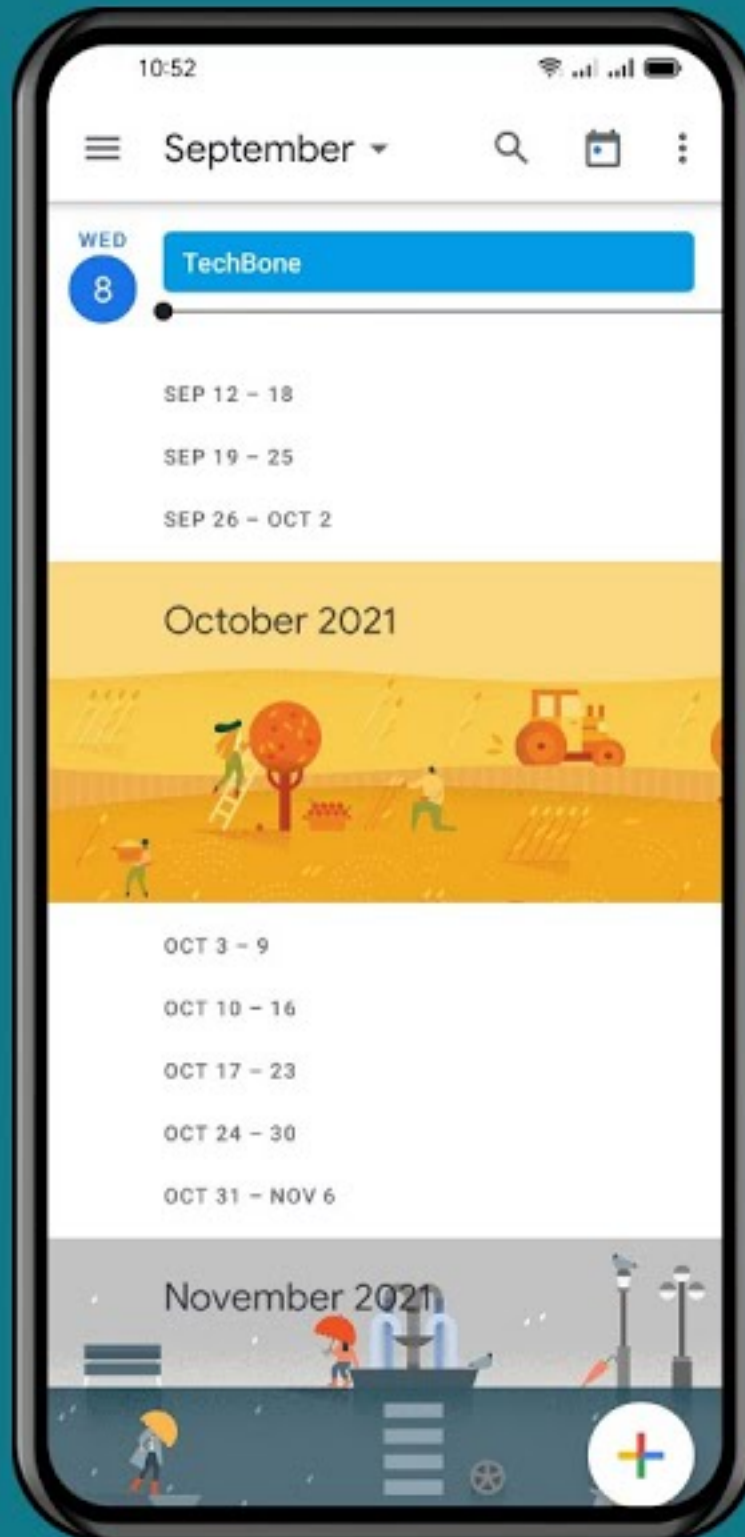 10:52
September
WED
8
TechBone
SEP 12 – 18
SEP 19 – 25
SEP 26 – OCT 2
October 2021
OCT 3 – 9
OCT 10 – 16
OCT 17 – 23
OCT 24 – 30
OCT 31 – NOV 6
November 2021